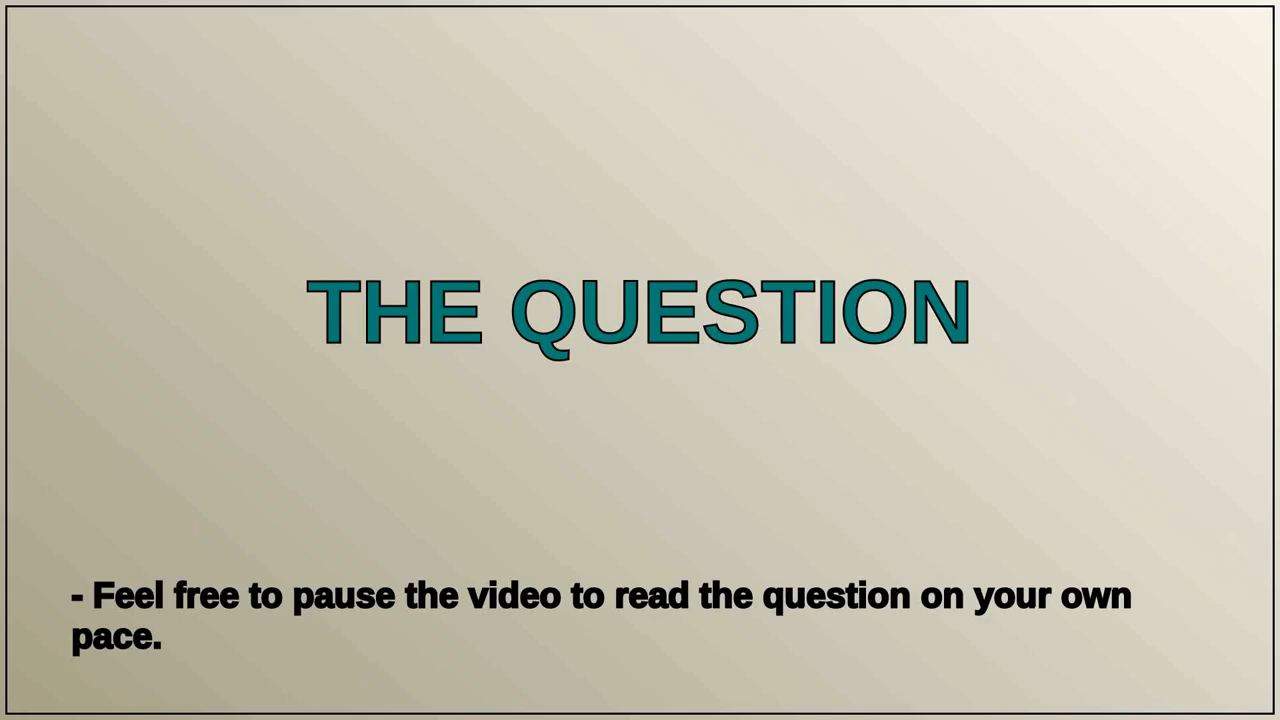 THE QUESTION
- Feel free to pause the video to read the question on your own
pace.